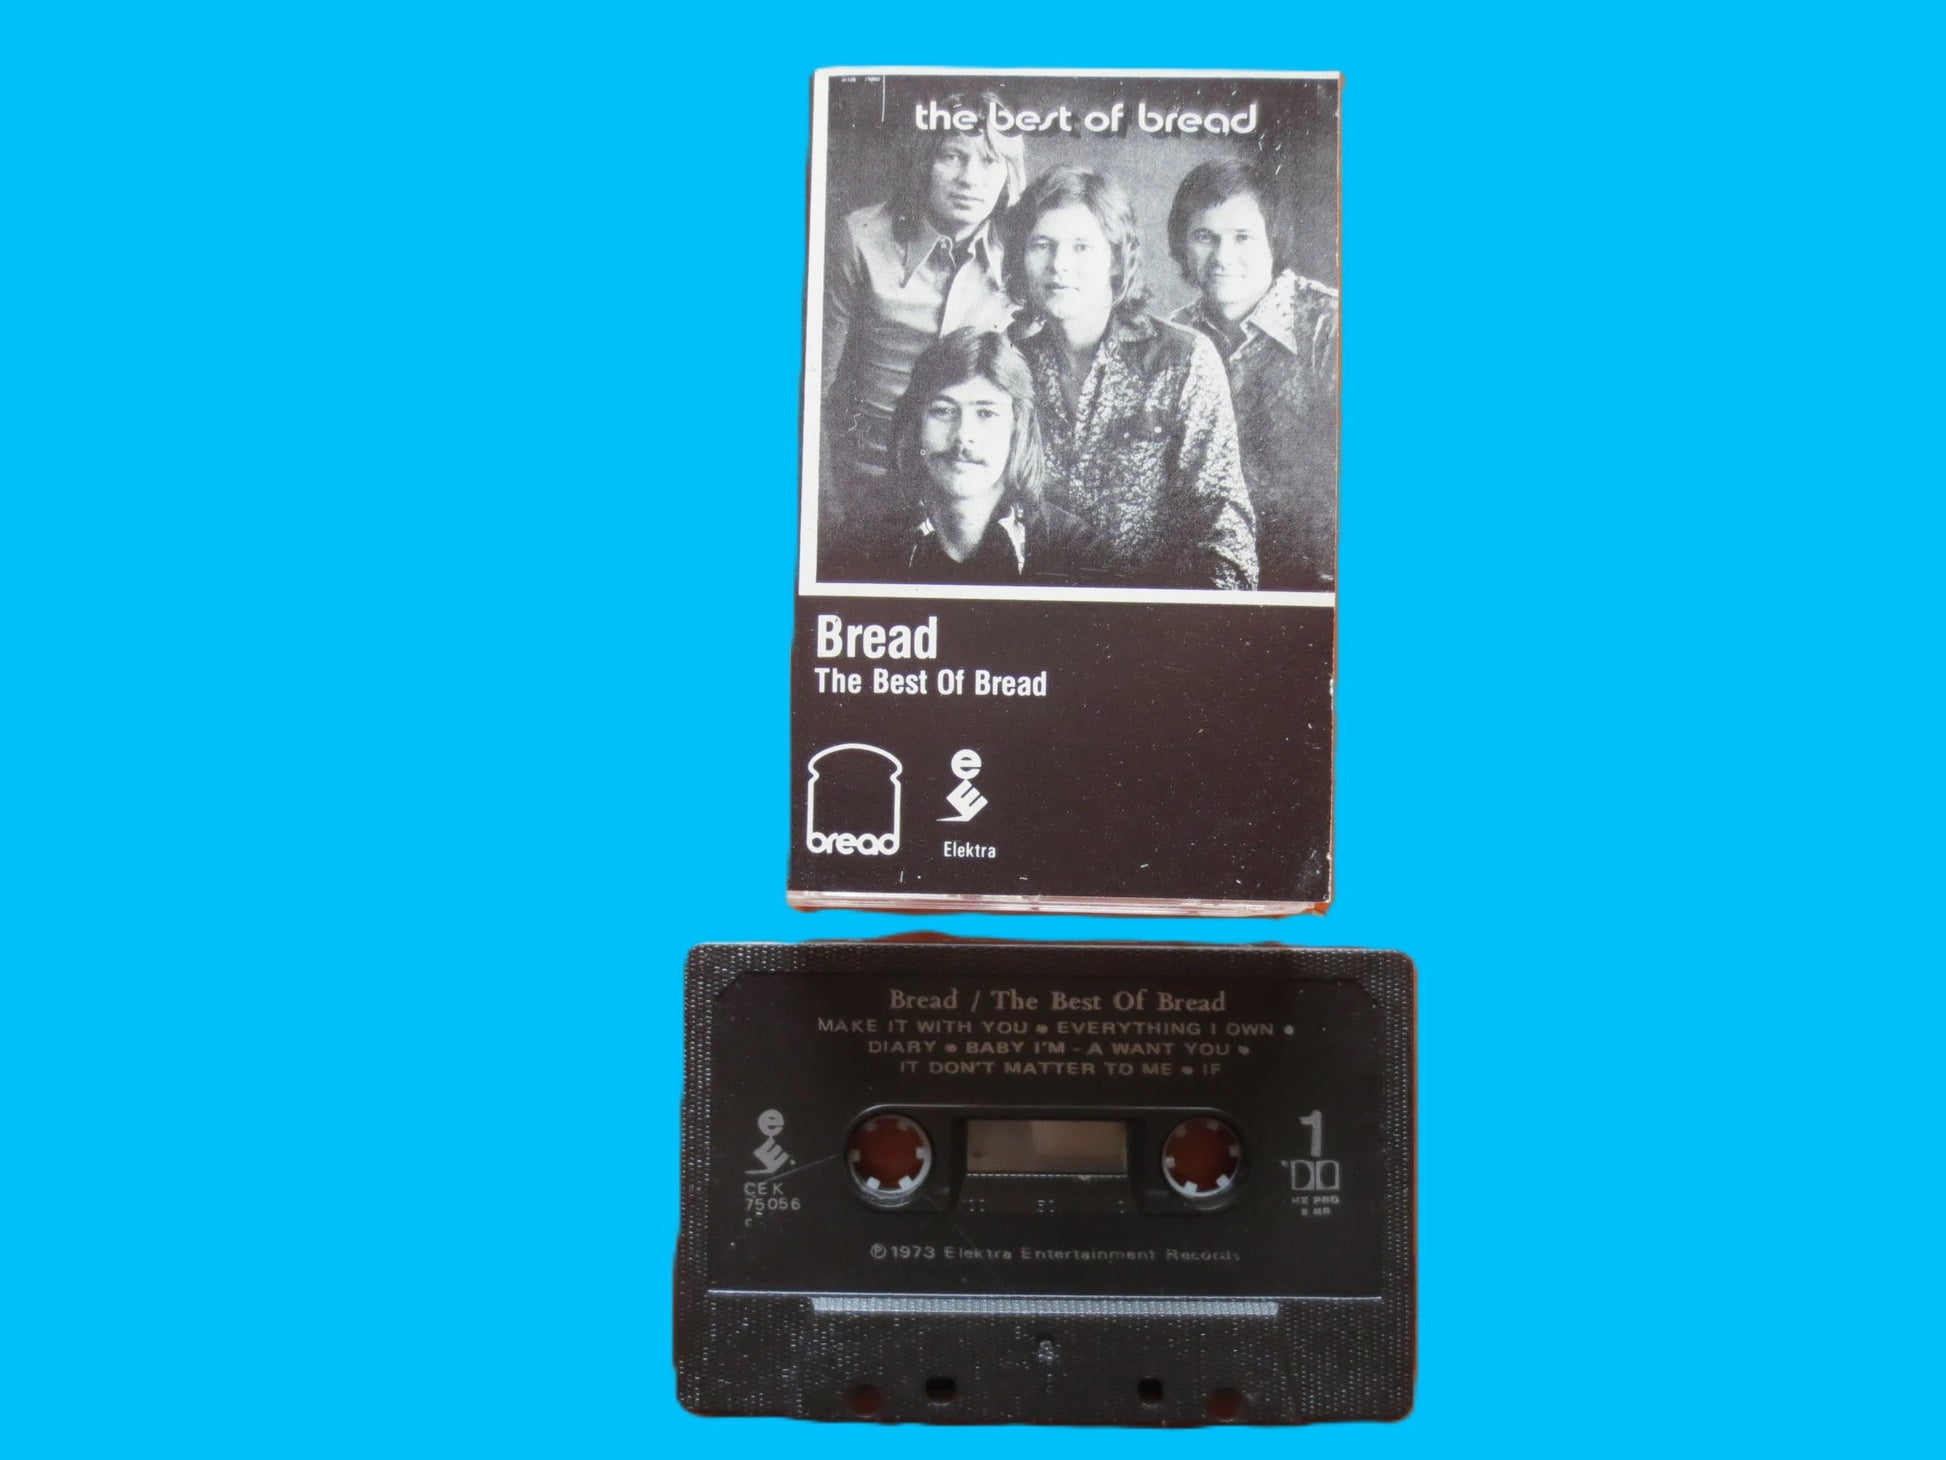 the best of bread
Bread
The Best Of Bread
bread
e
Elektra
Bread / The Best Of Bread
MAKE IT WITH YOU • EVERYTHING I OWN •
DIARY • BABY I'M - A WANT YOU •
IT DON'T MATTER TO ME • IF
e
1
CEK
75056
HX PRO
℗ 1973 Elektra Entertainment Records
A